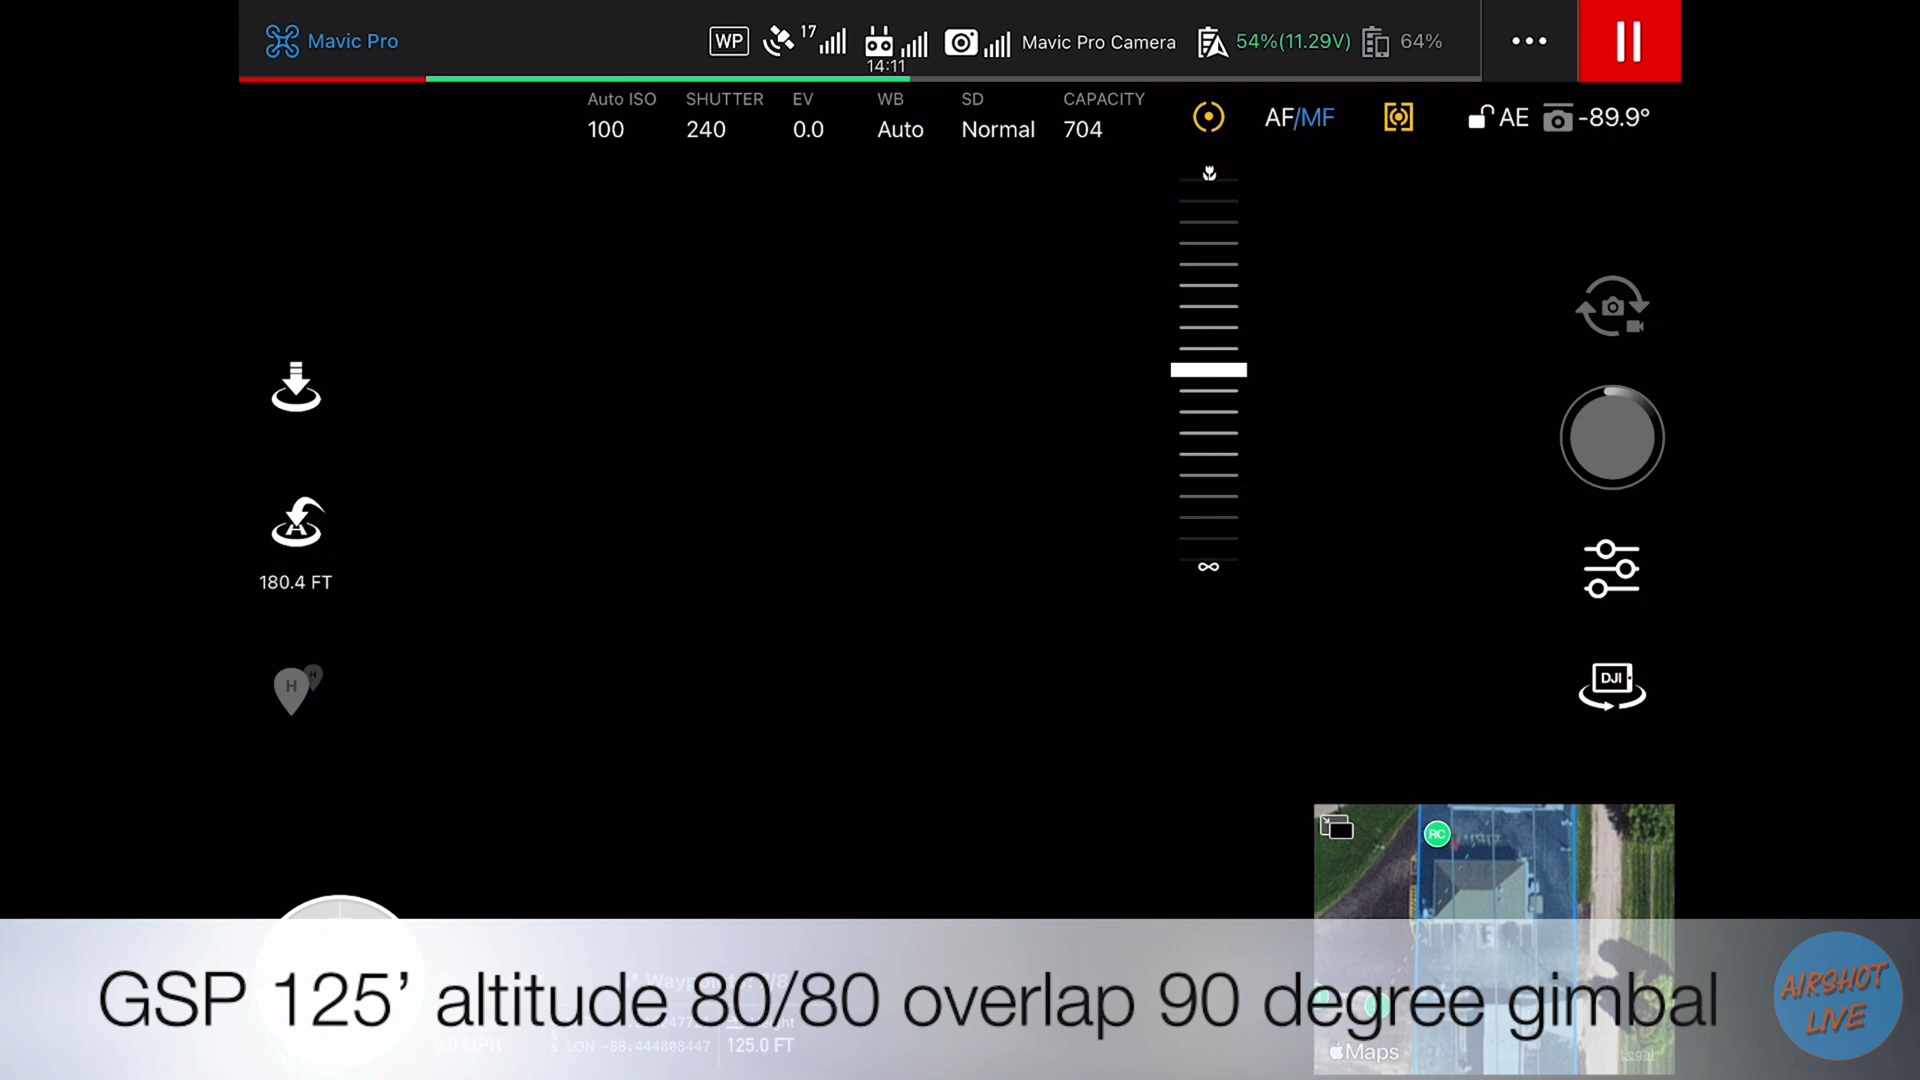 Mavic Pro
WP
17
14:11
Mavic Pro Camera
54%(11.29V)
64%
Auto ISO
100
SHUTTER
240
EV
0.0
WB
Auto
SD
Normal
CAPACITY
704
AF/MF
AE
-89.9°
A
180.4 FT
H
H
DJI
RC
GSP 125’ altitude 80/80 overlap 90 degree gimbal
LON -88.444808447
125.0 FT
Maps
Legal
AIRSHOT
LIVE